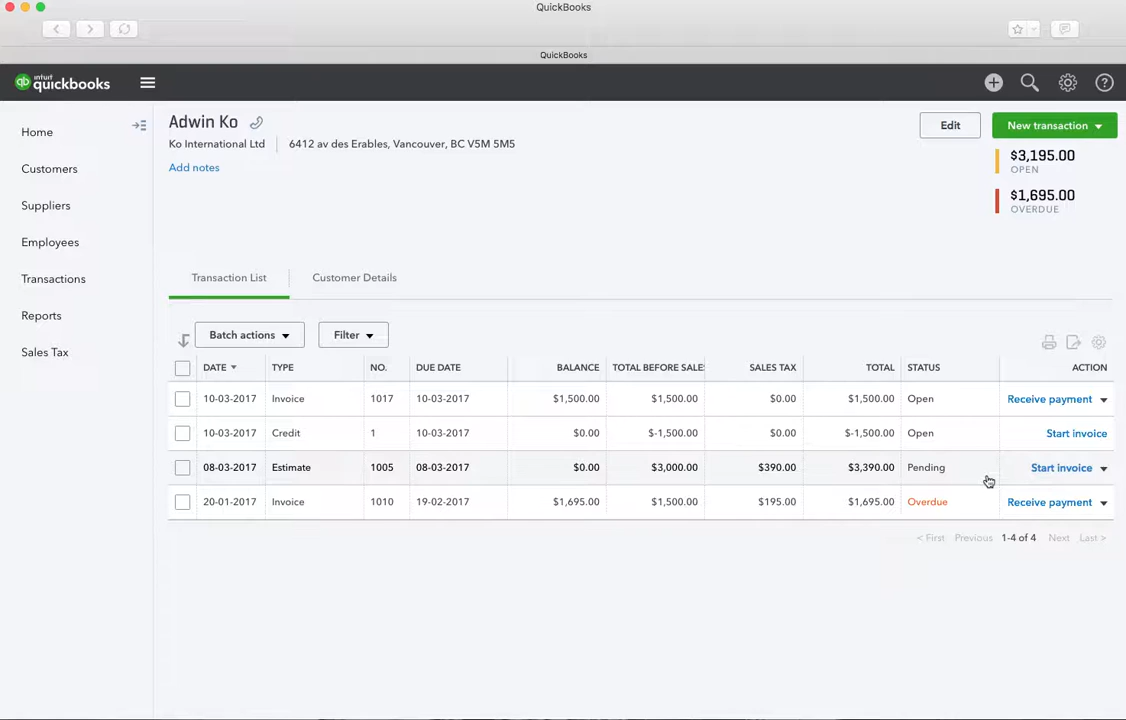 QuickBooks
QuickBooks
qb intuit quickbooks
Home
Customers
Suppliers
Employees
Transactions
Reports
Sales Tax
Adwin Ko
Ko International Ltd 6412 av des Erables, Vancouver, BC V5M 5M5
Add notes
Edit New transaction
$3,195.00
OPEN
$1,695.00
OVERDUE
Transaction List Customer Details
Batch actions Filter
DATE TYPE NO. DUE DATE BALANCE TOTAL BEFORE SALE SALES TAX TOTAL STATUS ACTION
10-03-2017 Invoice 1017 10-03-2017 $1,500.00 $1,500.00 $0.00 $1,500.00 Open Receive payment
10-03-2017 Credit 1 10-03-2017 $0.00 $-1,500.00 $0.00 $-1,500.00 Open Start invoice
08-03-2017 Estimate 1005 08-03-2017 $0.00 $3,000.00 $390.00 $3,390.00 Pending Start invoice
20-01-2017 Invoice 1010 19-02-2017 $1,695.00 $1,500.00 $195.00 $1,695.00 Overdue Receive payment
< First Previous 1-4 of 4 Next Last >